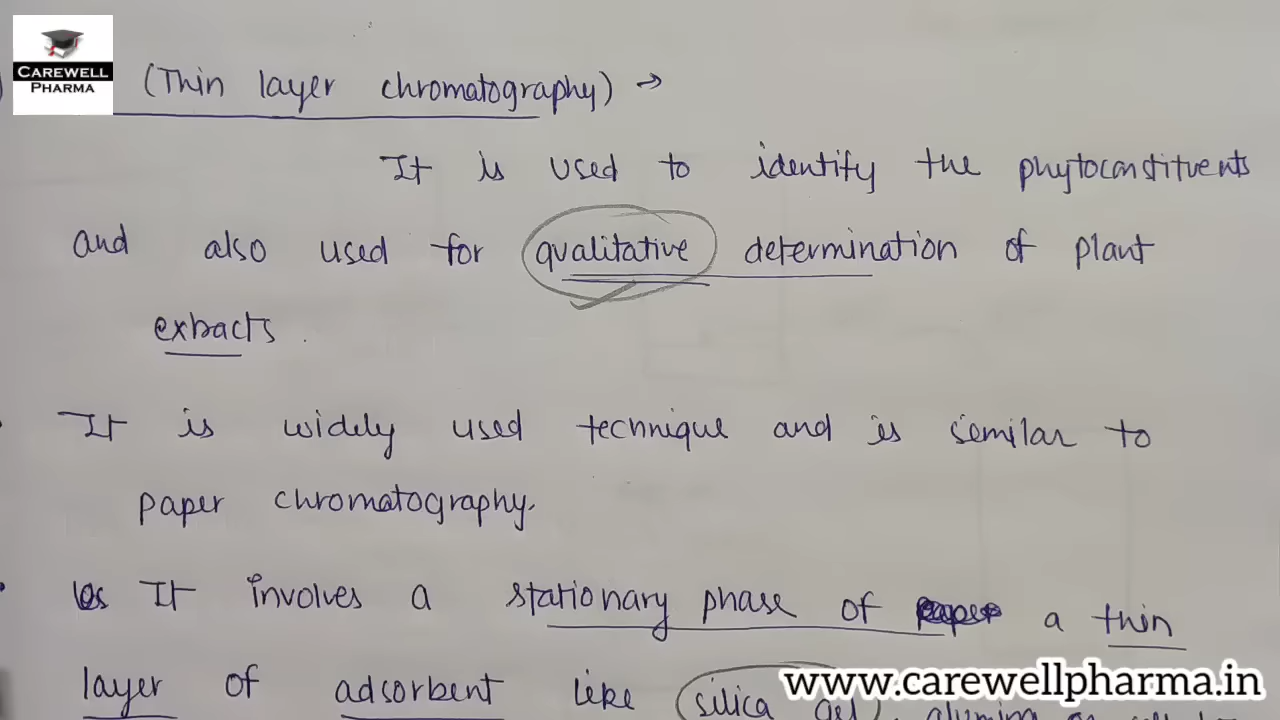 CAREWELL
PHARMA
(Thin layer chromatography) →
It is used to identify the phytoconstituents
and also used for qualitative determination of plant
extracts.
It is widely used technique and is similar to
paper chromatography.
It involves a stationary phase of a thin
layer of adsorbent like silica gel, alumina or
www.carewellpharma.in